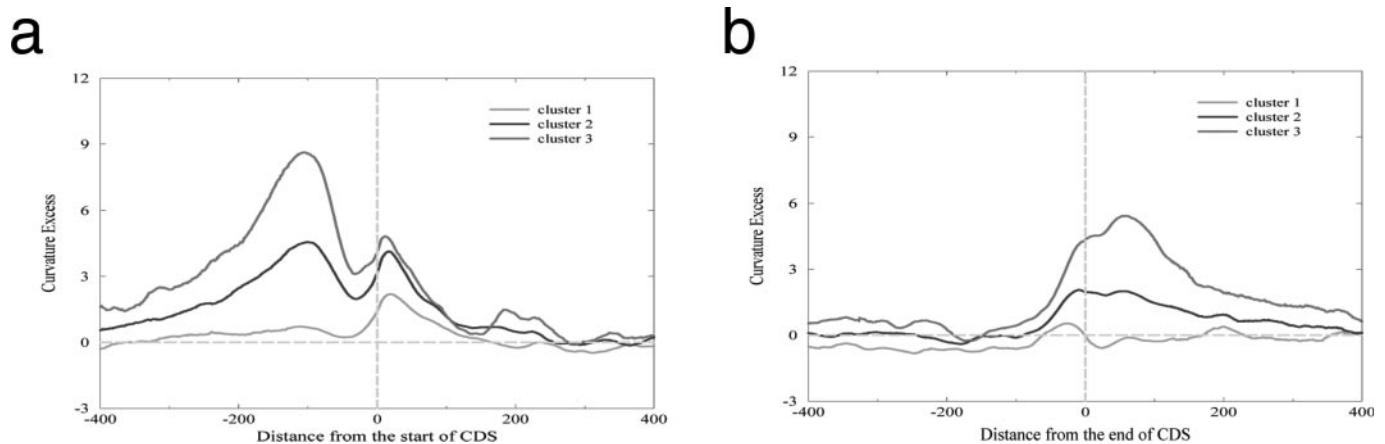 a
12
9
6
3
0
-3
Curvature Excess
cluster 1
cluster 2
cluster 3
-400
-200
0
200
400
Distance from the start of CDS
b
12
9
6
3
0
-3
Curvature Excess
cluster 1
cluster 2
cluster 3
-400
-200
0
200
400
Distance from the end of CDS